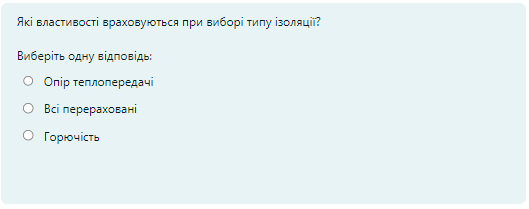 Які властивості враховуються при виборі типу ізоляції?
Виберіть одну відповідь:
Опір теплопередачі
Всі перераховані
Горючість